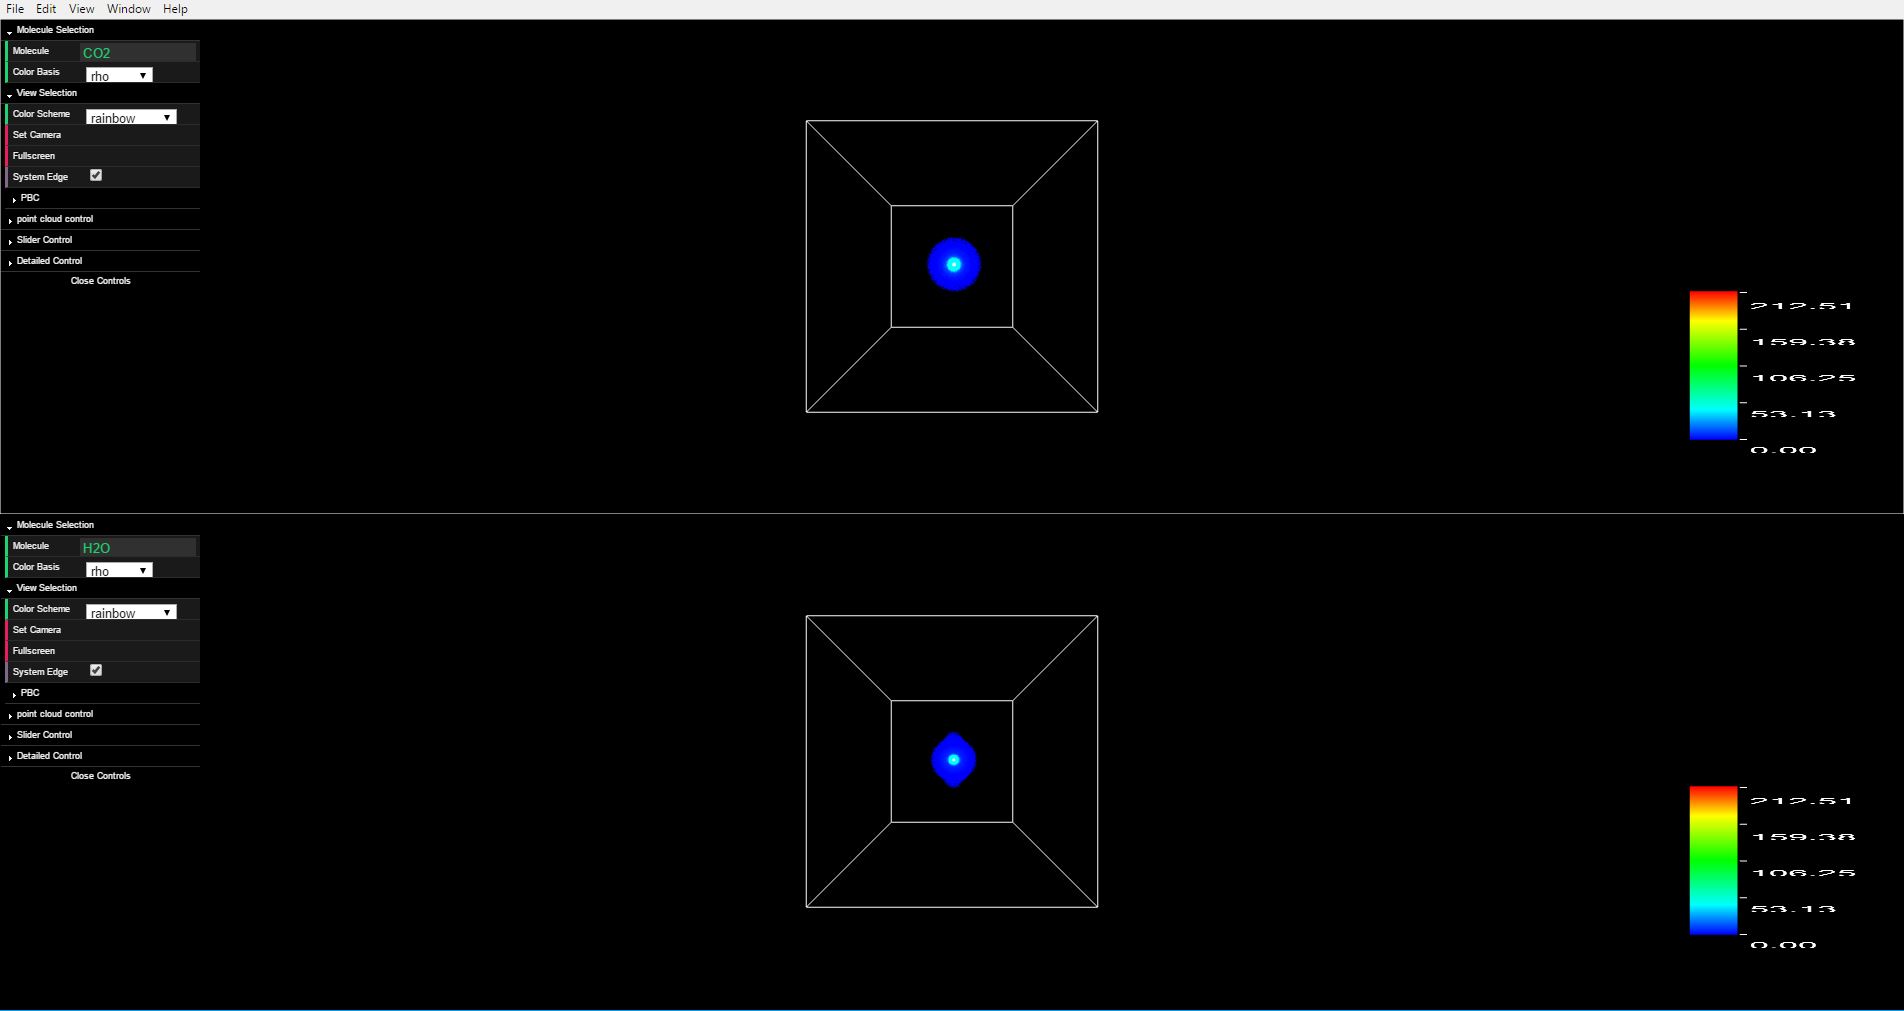 File Edit View Window Help
Molecule Selection
Molecule CO2
Color Basis rho
View Selection
Color Scheme rainbow
Set Camera
Fullscreen
System Edge
PBC
point cloud control
Slider Control
Detailed Control
Close Controls
212.51
159.38
106.25
53.13
0.00
Molecule Selection
Molecule H2O
Color Basis rho
View Selection
Color Scheme rainbow
Set Camera
Fullscreen
System Edge
PBC
point cloud control
Slider Control
Detailed Control
Close Controls
212.51
159.38
106.25
53.13
0.00